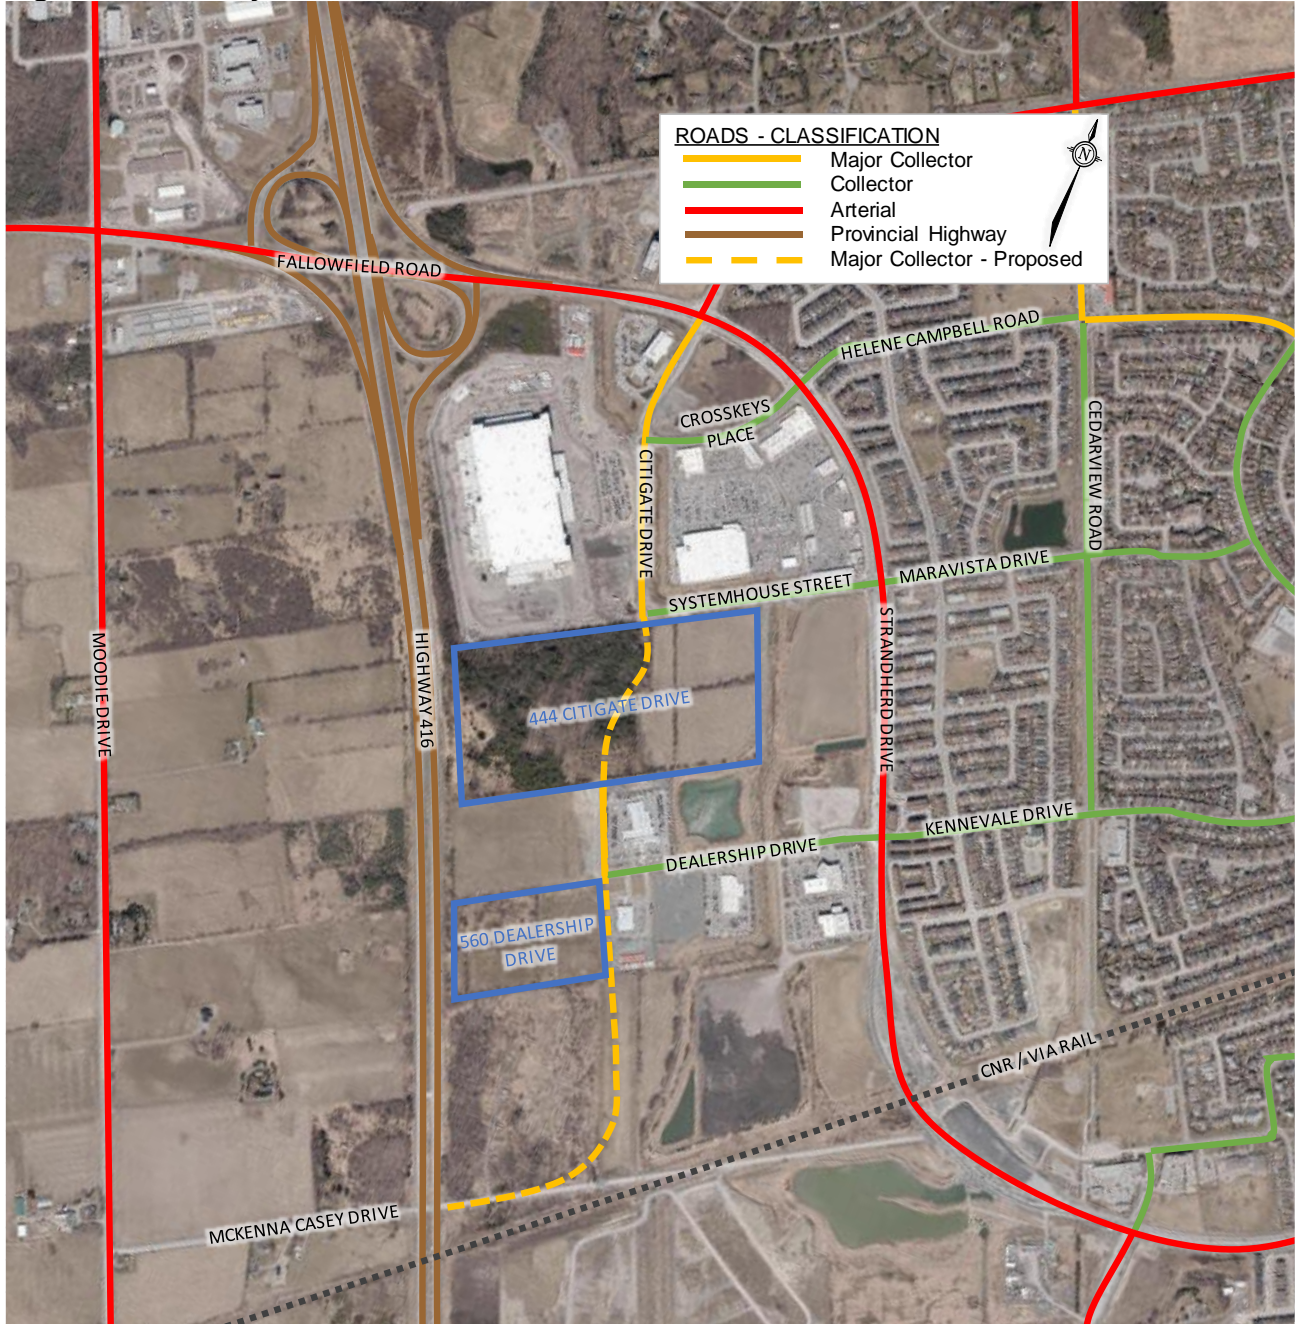 ROADS - CLASSIFICATION
Major Collector
Collector
Arterial
Provincial Highway
Major Collector - Proposed
N
FALLOWFIELD ROAD
HELENE CAMPBELL ROAD
CROSSKEYS
PLACE
CITIGATE DRIVE
CEDARVIEW ROAD
MARAVISTA DRIVE
SYSTEMHOUSE STREET
MOODIE DRIVE
HIGHWAY 416
STRANDHERD DRIVE
444 CITIGATE DRIVE
KENNEVALE DRIVE
DEALERSHIP DRIVE
560 DEALERSHIP
DRIVE
CNR / VIA RAIL
MCKENNA CASEY DRIVE